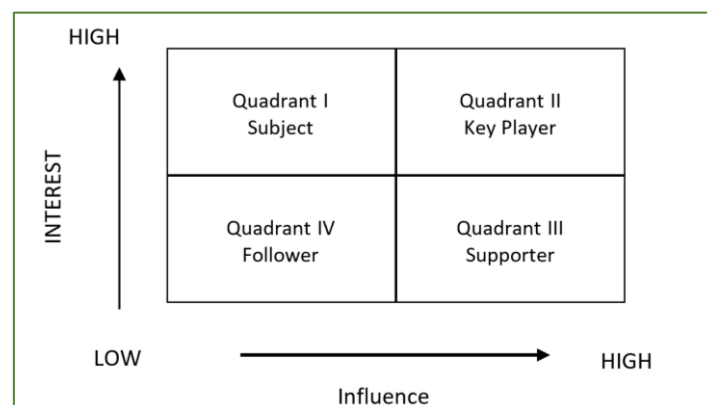 HIGH
Quadrant I
Subject
Quadrant II
Key Player
INTEREST
Quadrant IV
Follower
Quadrant III
Supporter
LOW
HIGH
Influence